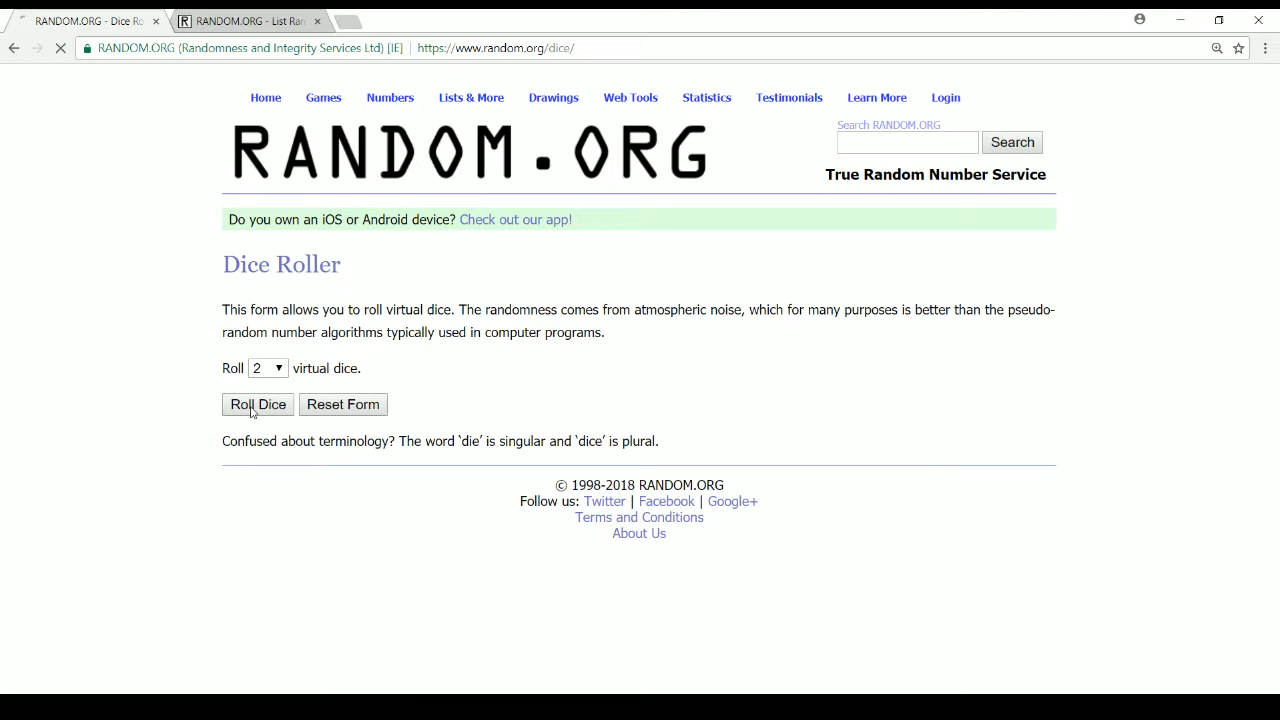 RANDOM.ORG - Dice Ro
RANDOM.ORG - List Ran
RANDOM.ORG (Randomness and Integrity Services Ltd) [IE] | https://www.random.org/dice/
Home Games Numbers Lists & More Drawings Web Tools Statistics Testimonials Learn More Login
RANDOM.ORG
Search RANDOM.ORG
Search
True Random Number Service
Do you own an iOS or Android device? Check out our app!
Dice Roller
This form allows you to roll virtual dice. The randomness comes from atmospheric noise, which for many purposes is better than the pseudo-
random number algorithms typically used in computer programs.
Roll 2 virtual dice.
Roll Dice Reset Form
Confused about terminology? The word ‘die’ is singular and ‘dice’ is plural.
© 1998-2018 RANDOM.ORG
Follow us: Twitter | Facebook | Google+
Terms and Conditions
About Us